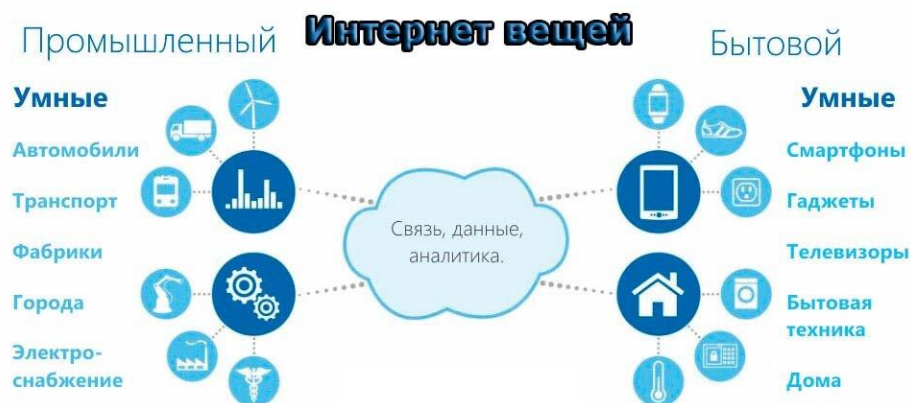 Интернет вещей
Промышленный
Бытовой
Умные
Автомобили
Транспорт
Фабрики
Города
Электро-
снабжение
Связь, данные,
аналитика.
Умные
Смартфоны
Гаджеты
Телевизоры
Бытовая
техника
Дома